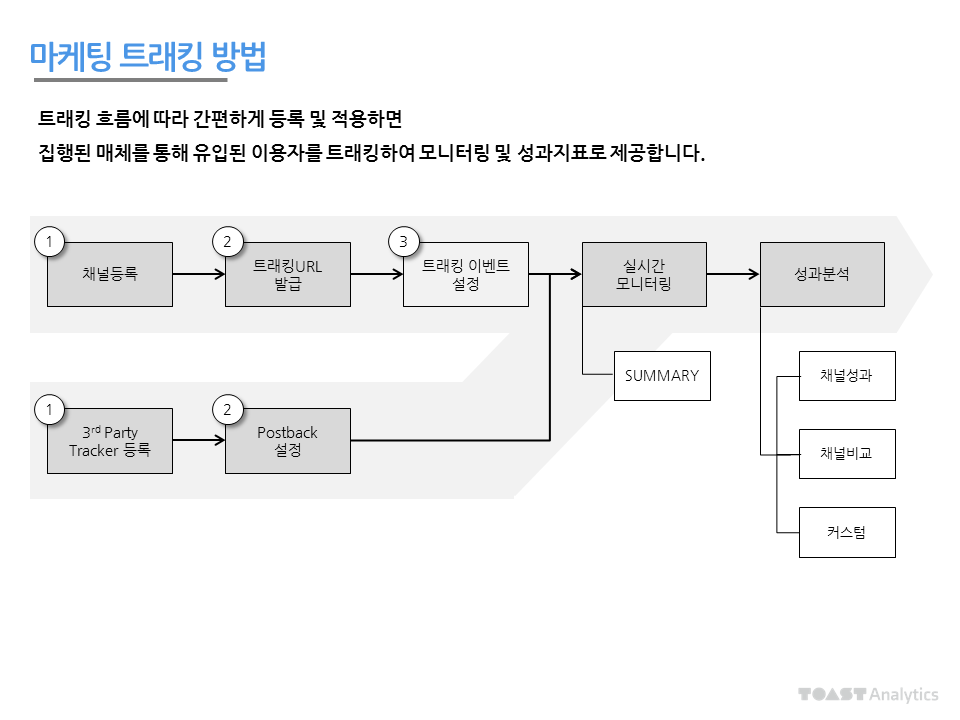 마케팅 트래킹 방법
트래킹 흐름에 따라 간편하게 등록 및 적용하면
집행된 매체를 통해 유입된 이용자를 트래킹하여 모니터링 및 성과지표로 제공합니다.
1
채널등록
2
트래킹URL
발급
3
트래킹 이벤트
설정
실시간
모니터링
성과분석
SUMMARY
채널성과
채널비교
커스텀
1
3rd Party
Tracker 등록
2
Postback
설정
TOAST Analytics